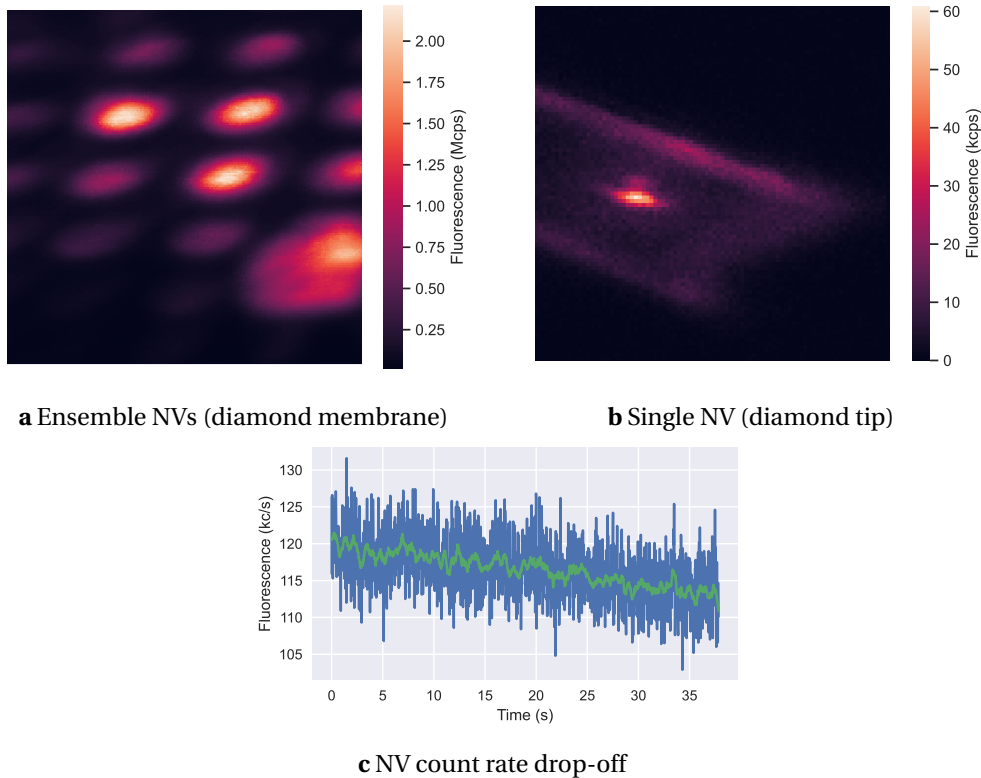 2.00
1.75
1.50
1.25
1.00
0.75
0.50
0.25
Fluorescence (Mcps)
60
50
40
30
20
10
0
Fluorescence (kcps)
a Ensemble NVs (diamond membrane)
b Single NV (diamond tip)
130
125
120
115
110
105
Fluorescence (kc/s)
0 5 10 15 20 25 30 35
Time (s)
c NV count rate drop-off